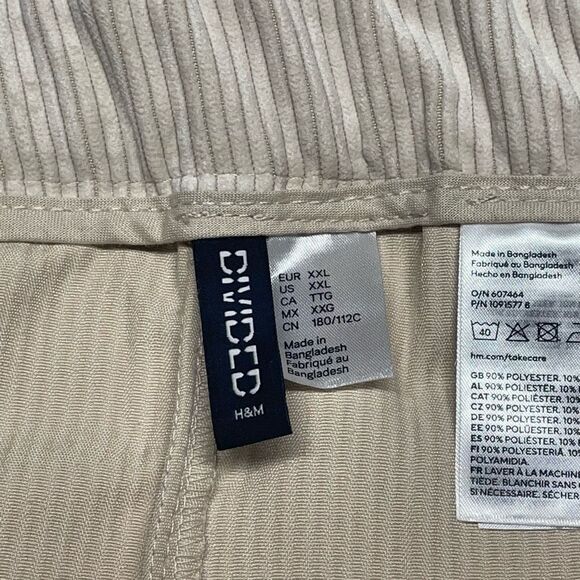 DIVIDED
H&M
EUR XXL
US XXL
CA TTG
MX XXG
CN 180/112C
Made in
Bangladesh
Fabriqué au
Bangladesh
Made in Bangladesh
Fabriqué au Bangladesh
Hecho en Bangladesh
O/N 607464
P/N 1091577 8
40
hm.com/takecare
GB 90% POLYESTER. 10%
AL 90% POLIESTËR. 10%
CAT 90% POLIÈSTER. 10%
CZ 90% POLYESTER. 10%
DE 90% POLYESTER. 10%
EE 90% POLÜESTER. 10%
ES 90% POLIÉSTER. 10%
FI 90% POLYESTERI. 10%
POLYAMIDIA.
FR LAVER À LA MACHINE
TIÈDE. BLANCHIR SANS
SI NÉCESSAIRE. SÉCHER